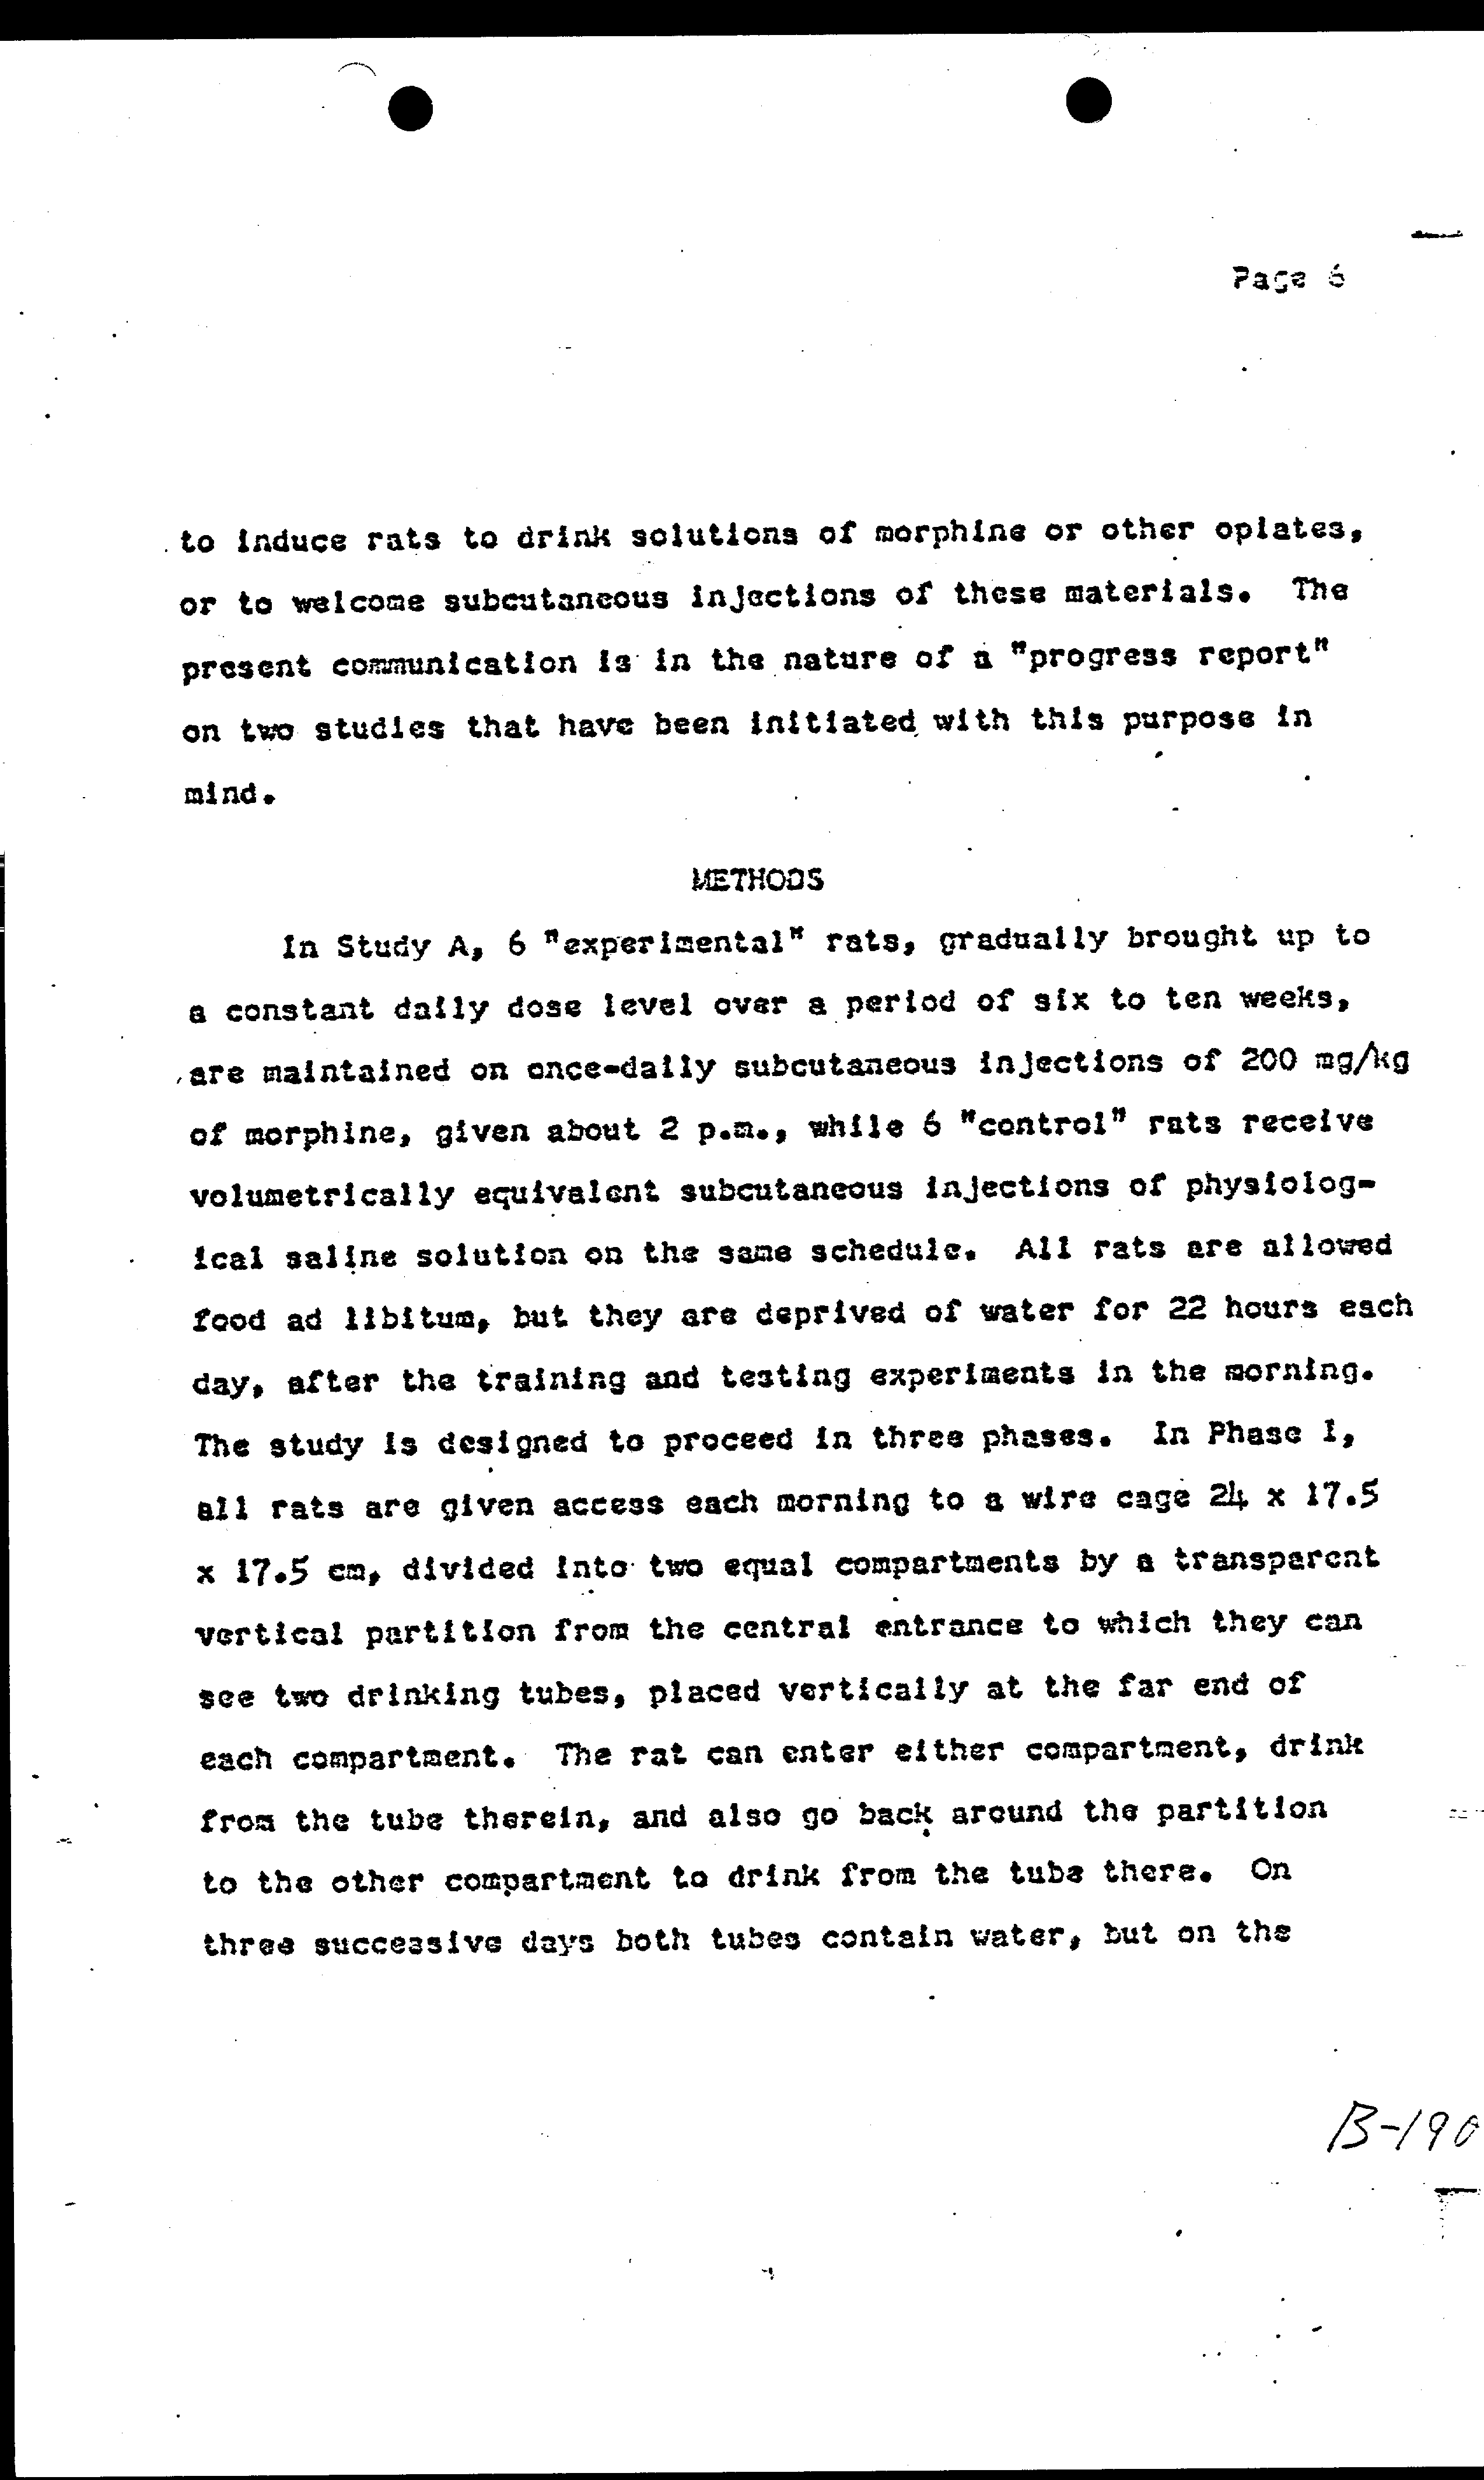 Page 6
to induce rats to drink solutions of morphine or other opiates,
or to welcome subcutaneous injections of these materials. The
present communication is in the nature of a "progress report"
on two studies that have been initiated with this purpose in
mind.
METHODS
In Study A, 6 "experimental" rats, gradually brought up to
a constant daily dose level over a period of six to ten weeks,
are maintained on once-daily subcutaneous injections of 200 mg/kg
of morphine, given about 2 p.m., while 6 "control" rats receive
volumetrically equivalent subcutaneous injections of physiolog-
ical saline solution on the same schedule. All rats are allowed
food ad libitum, but they are deprived of water for 22 hours each
day, after the training and testing experiments in the morning.
The study is designed to proceed in three phases. In Phase I,
all rats are given access each morning to a wire cage 24 x 17.5
x 17.5 cm, divided into two equal compartments by a transparent
vertical partition from the central entrance to which they can
see two drinking tubes, placed vertically at the far end of
each compartment. The rat can enter either compartment, drink
from the tube therein, and also go back around the partition
to the other compartment to drink from the tube there. On
three successive days both tubes contain water, but on the
B-190